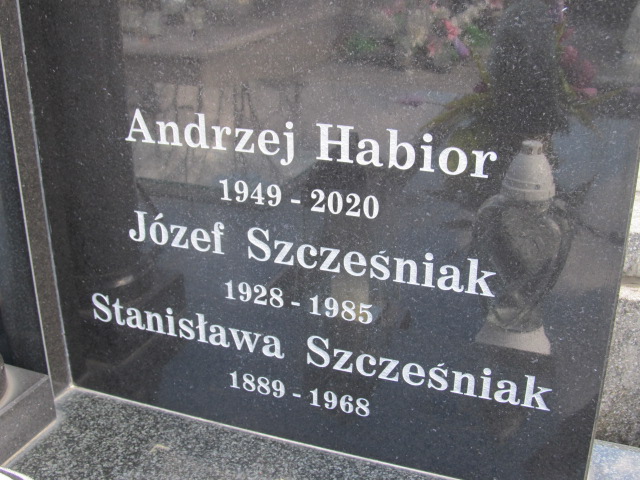 Andrzej Habior
1949 - 2020
Józef Szcześniak
1928 - 1985
Stanisława Szcześniak
1889 - 1968